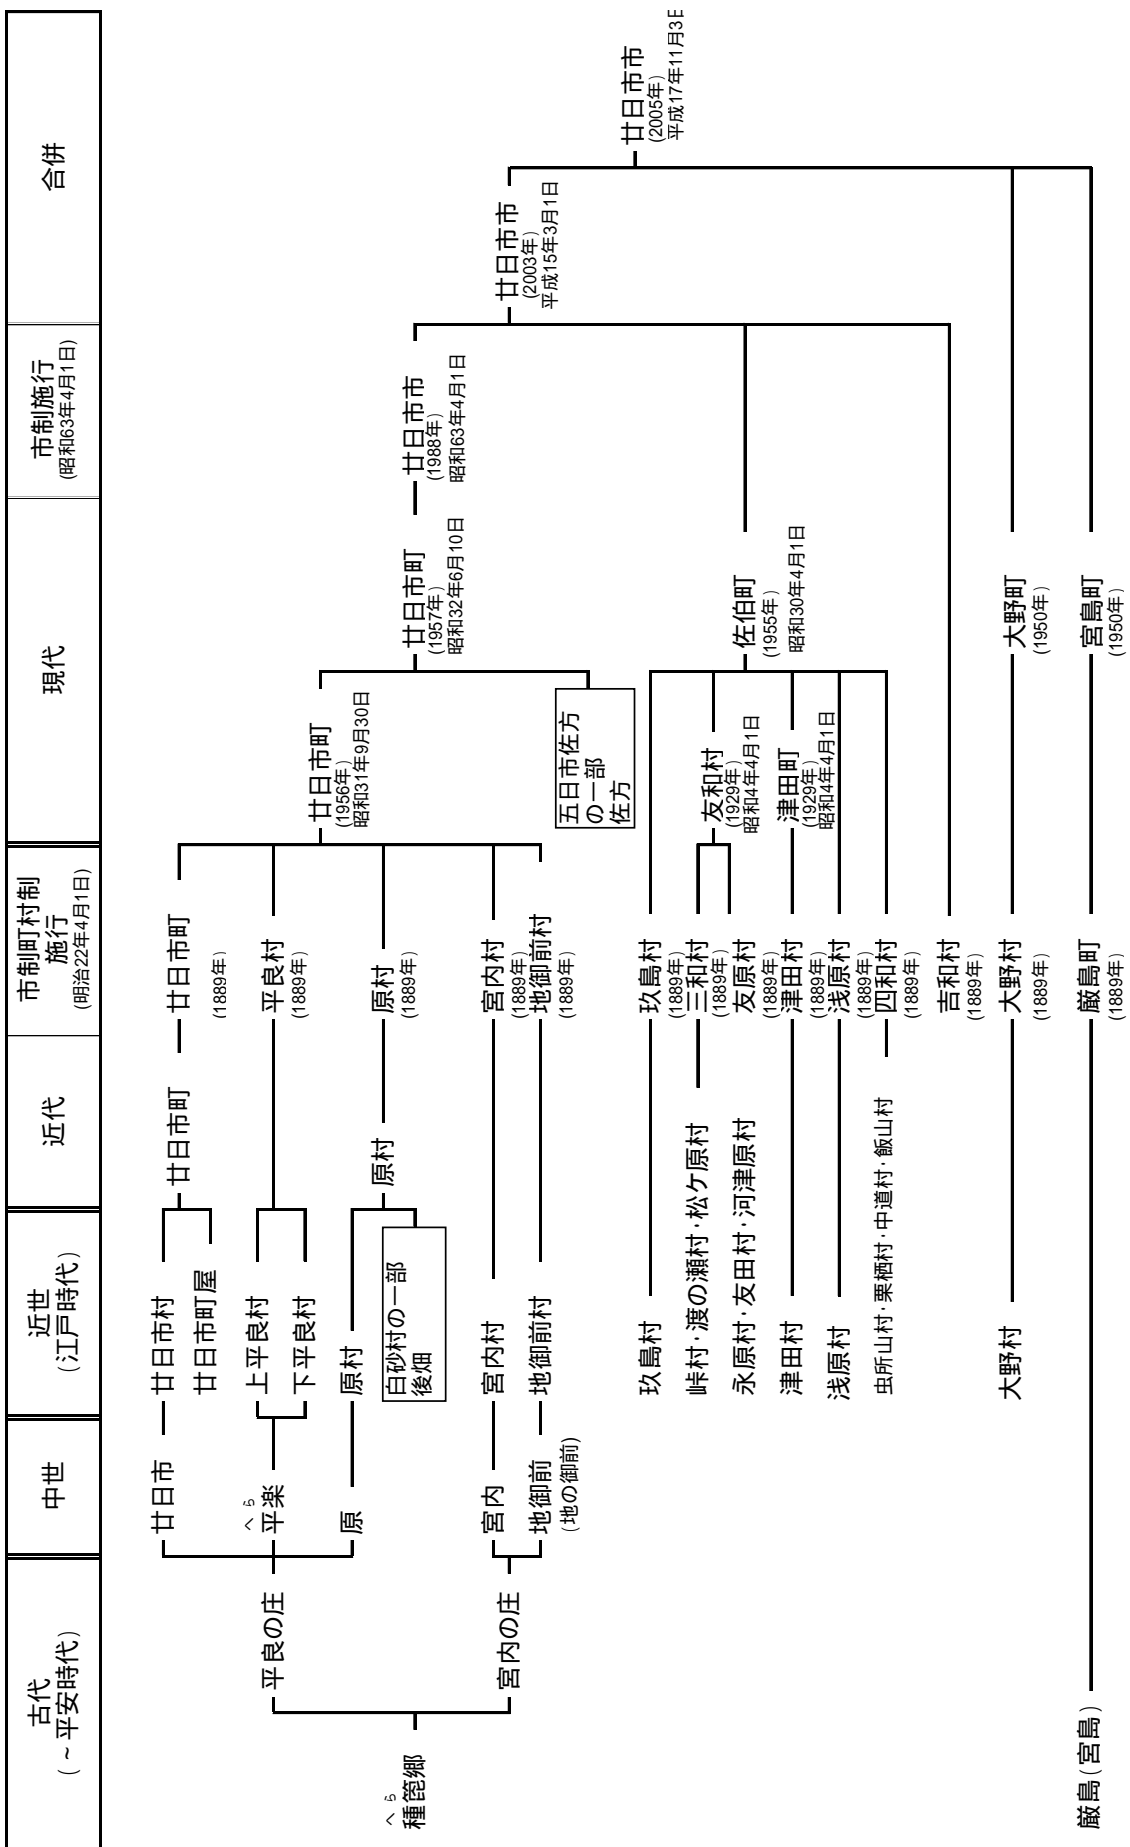 古代
(~平安時代)
中世
近世
(江戸時代)
近代
市制町村制
施行
(明治22年4月1日)
現代
市制施行
(昭和63年4月1日)
合併
へら
種箆郷
平良の庄
宮内の庄
厳島(宮島)
廿日市
へら
平楽
原
宮内
地御前
(地の御前)
廿日市村
廿日市町屋
上平良村
下平良村
原村
白砂村の一部
後畑
宮内村
地御前村
玖島村
峠村・渡の瀬村・松ケ原村
永原村・友田村・河津原村
津田村
浅原村
虫所山村・栗栖村・中道村・飯山村
大野村
廿日市町
原村
廿日市町
(1889年)
平良村
(1889年)
原村
(1889年)
宮内村
(1889年)
地御前村
(1889年)
玖島村
(1889年)
三和村
(1889年)
友原村
(1889年)
津田村
(1889年)
浅原村
(1889年)
四和村
(1889年)
吉和村
(1889年)
大野村
(1889年)
厳島町
(1889年)
廿日市町
(1956年)
昭和31年9月30日
五日市佐方
の一部
佐方
友和村
(1929年)
昭和4年4月1日
津田町
(1929年)
昭和4年4月1日
廿日市町
(1957年)
昭和32年6月10日
佐伯町
(1955年)
昭和30年4月1日
大野町
(1950年)
宮島町
(1950年)
廿日市市
(1988年)
昭和63年4月1日
廿日市市
(2003年)
平成15年3月1日
廿日市市
(2005年)
平成17年11月3日